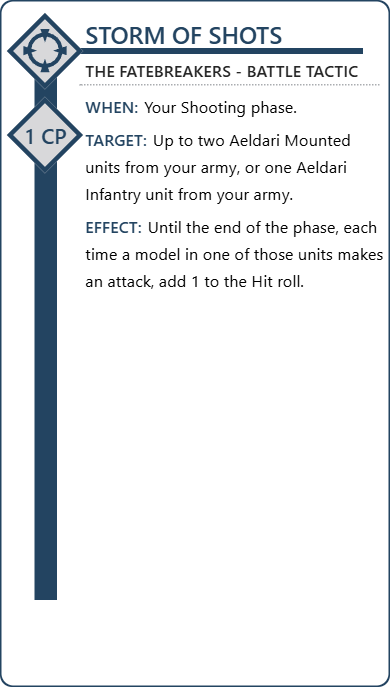 STORM OF SHOTS
THE FATEBREAKERS - BATTLE TACTIC
WHEN: Your Shooting phase.
1 CP
TARGET: Up to two Aeldari Mounted
units from your army, or one Aeldari
Infantry unit from your army.
EFFECT: Until the end of the phase, each
time a model in one of those units makes
an attack, add 1 to the Hit roll.